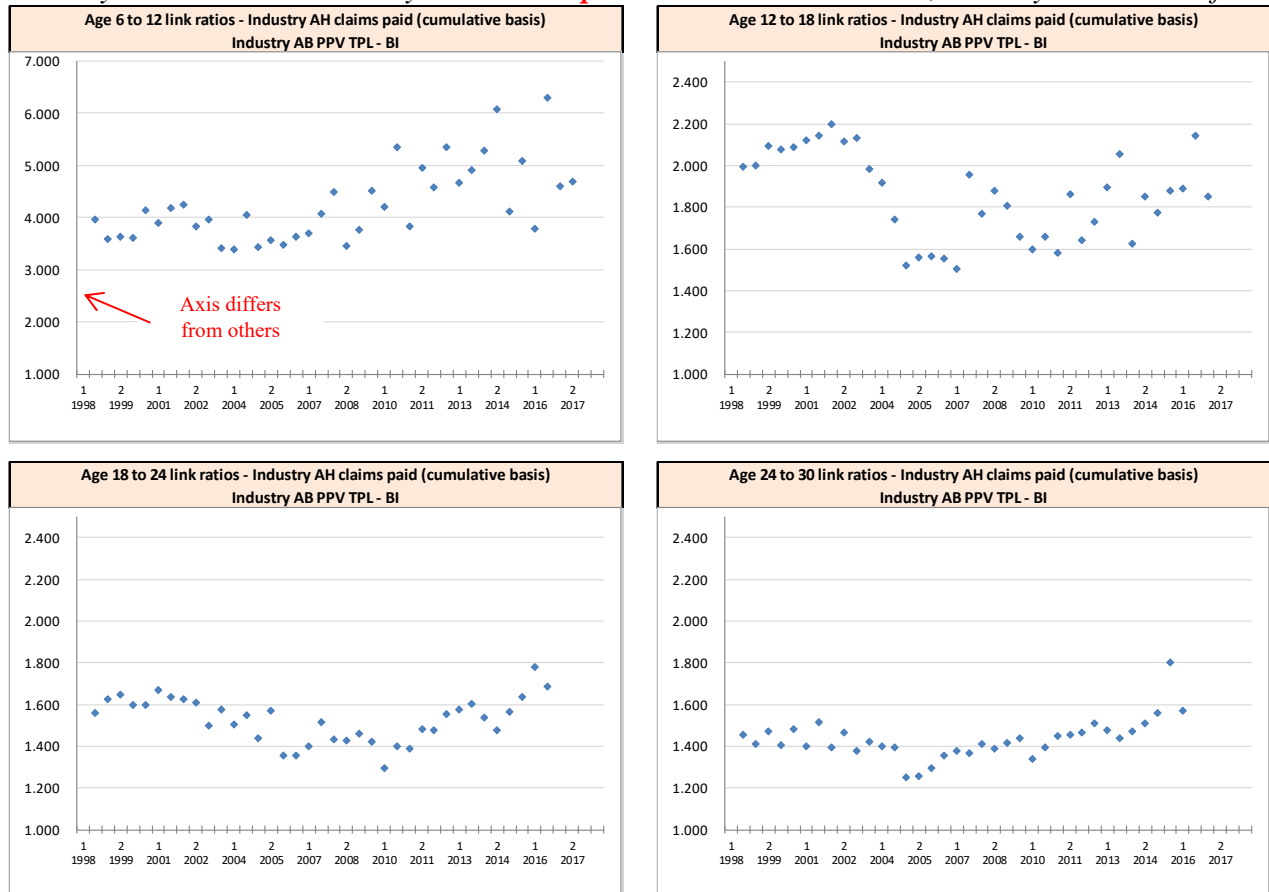 Age 6 to 12 link ratios - Industry AH claims paid (cumulative basis)
Industry AB PPV TPL - BI
7.000
6.000
5.000
4.000
3.000
2.000
1.000
Axis differs
from others
1 2 1 2 1 2 1 2 1 2 1 2 1 2
1998 1999 2001 2002 2004 2005 2007 2008 2010 2011 2013 2014 2016 2017
Age 12 to 18 link ratios - Industry AH claims paid (cumulative basis)
Industry AB PPV TPL - BI
2.400
2.200
2.000
1.800
1.600
1.400
1.200
1.000
1 2 1 2 1 2 1 2 1 2 1 2 1 2
1998 1999 2001 2002 2004 2005 2007 2008 2010 2011 2013 2014 2016 2017
Age 18 to 24 link ratios - Industry AH claims paid (cumulative basis)
Industry AB PPV TPL - BI
2.400
2.200
2.000
1.800
1.600
1.400
1.200
1.000
1 2 1 2 1 2 1 2 1 2 1 2 1 2
1998 1999 2001 2002 2004 2005 2007 2008 2010 2011 2013 2014 2016 2017
Age 24 to 30 link ratios - Industry AH claims paid (cumulative basis)
Industry AB PPV TPL - BI
2.400
2.200
2.000
1.800
1.600
1.400
1.200
1.000
1 2 1 2 1 2 1 2 1 2 1 2 1 2
1998 1999 2001 2002 2004 2005 2007 2008 2010 2011 2013 2014 2016 2017